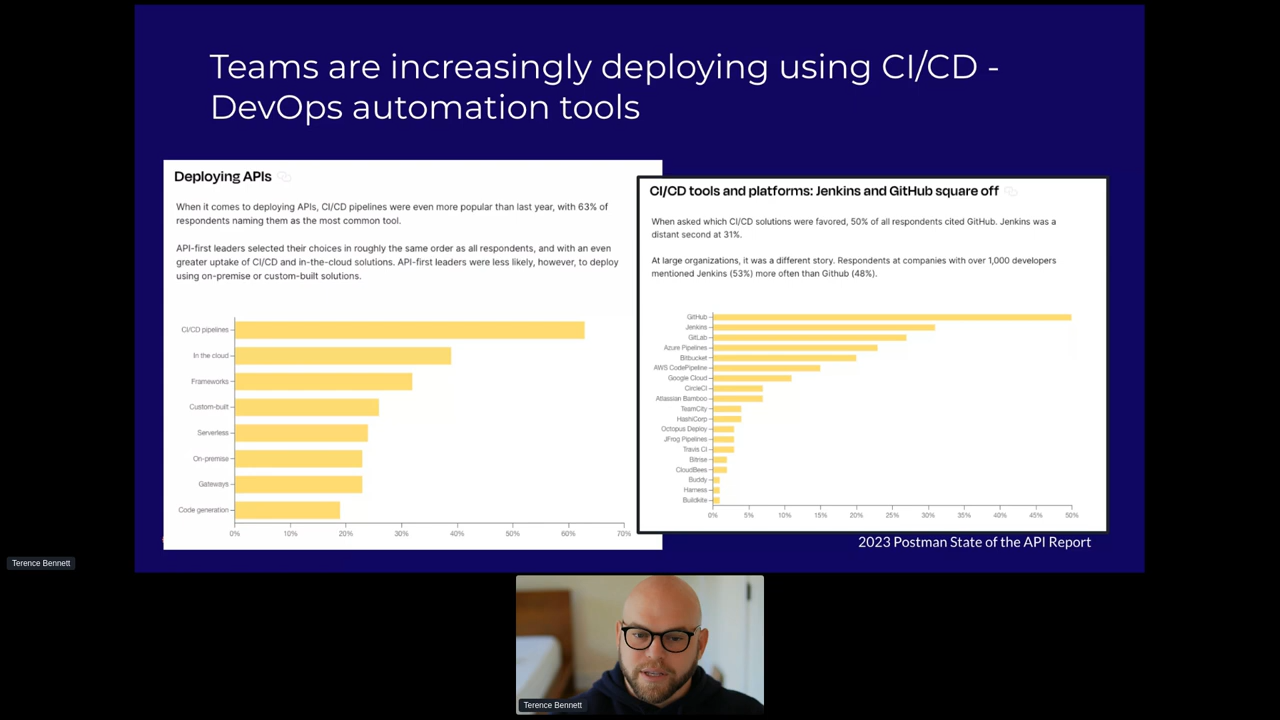 Teams are increasingly deploying using CI/CD -
DevOps automation tools
Deploying APIs
When it comes to deploying APIs, CI/CD pipelines were even more popular than last year, with 63% of
respondents naming them as the most common tool.
API-first leaders selected their choices in roughly the same order as all respondents, and with an even
greater uptake of CI/CD and in-the-cloud solutions. API-first leaders were less likely, however, to deploy
using on-premise or custom-built solutions.
CI/CD pipelines
In the cloud
Frameworks
Custom-built
Serverless
On-premise
Gateways
Code generation
0% 10% 20% 30% 40% 50% 60% 70%
CI/CD tools and platforms: Jenkins and GitHub square off
When asked which CI/CD solutions were favored, 50% of all respondents cited GitHub. Jenkins was a
distant second at 31%.
At large organizations, it was a different story. Respondents at companies with over 1,000 developers
mentioned Jenkins (53%) more often than Github (48%).
GitHub
Jenkins
GitLab
Azure Pipelines
Bitbucket
AWS CodePipeline
Google Cloud
CircleCI
Atlassian Bamboo
TeamCity
HashiCorp
Octopus Deploy
JFrog Pipelines
Travis CI
Bitrise
CloudBees
Buddy
Harness
Buildkite
0% 5% 10% 15% 20% 25% 30% 35% 40% 45% 50%
2023 Postman State of the API Report
Terence Bennett
Terence Bennett